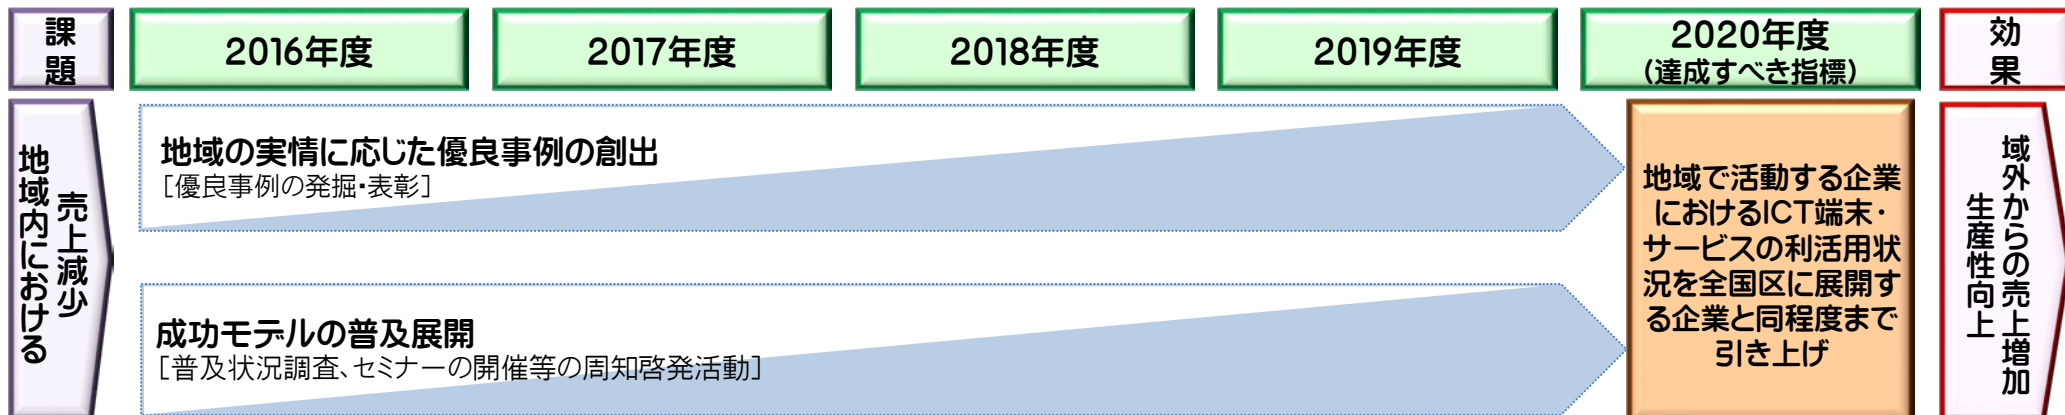 課
題
2016年度
2017年度
2018年度
2019年度
2020年度
(達成すべき指標)
効
果
地域内における
売上減少
地域の実情に応じた優良事例の創出
[優良事例の発掘・表彰]
成功モデルの普及展開
[普及状況調査、セミナーの開催等の周知啓発活動]
地域で活動する企業
におけるICT端末・
サービスの利活用状
況を全国区に展開す
る企業と同程度まで
引き上げ
域外からの売上増加
生産性向上